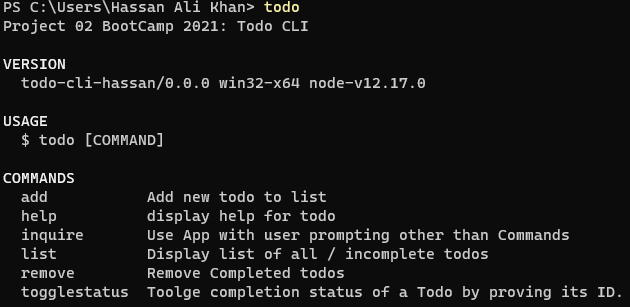 PS C:\Users\Hassan Ali Khan> todo
Project 02 BootCamp 2021: Todo CLI
VERSION
todo-cli-hassan/0.0.0 win32-x64 node-v12.17.0
USAGE
$ todo [COMMAND]
COMMANDS
add Add new todo to list
help display help for todo
inquire Use App with user prompting other than Commands
list Display list of all / incomplete todos
remove Remove Completed todos
togglestatus Toolge completion status of a Todo by proving its ID.